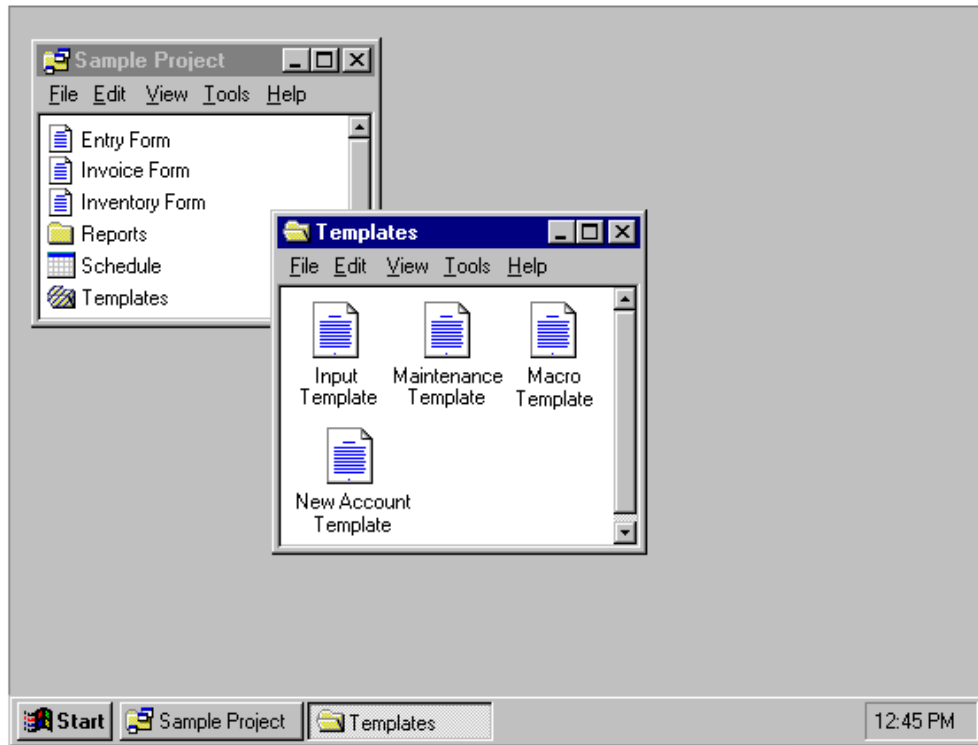 Sample Project
File Edit View Tools Help
Entry Form
Invoice Form
Inventory Form
Reports
Schedule
Templates
Templates
File Edit View Tools Help
Input
Template
Maintenance
Template
Macro
Template
New Account
Template
Start Sample Project Templates 12:45 PM